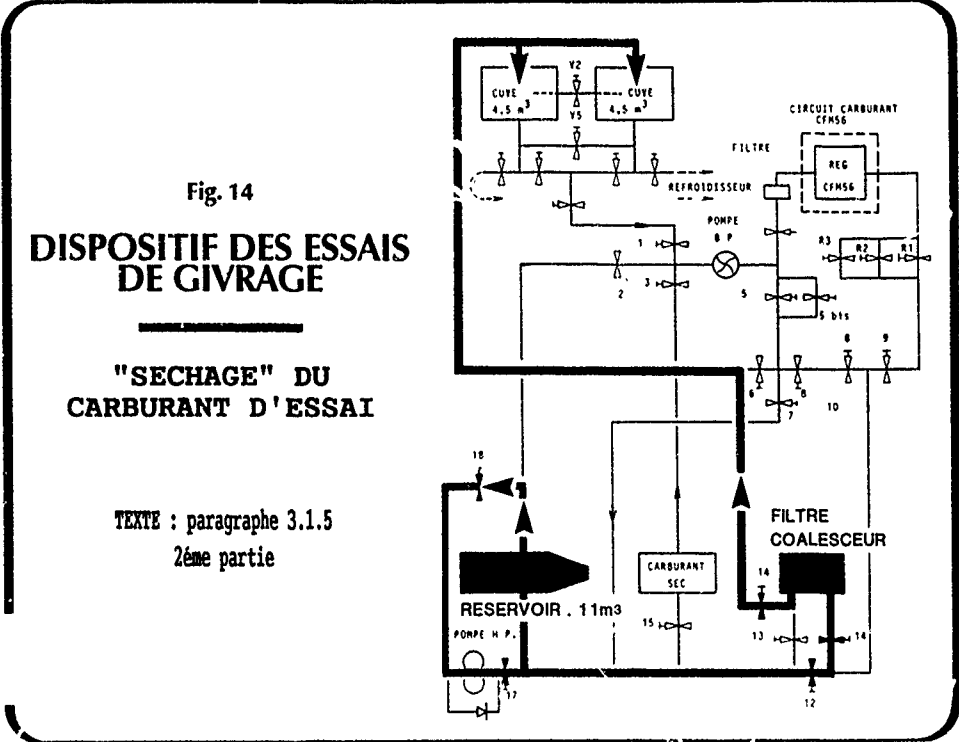 Fig. 14
DISPOSITIF DES ESSAIS
DE GIVRAGE
"SECHAGE" DU
CARBURANT D'ESSAI
TEXTE : paragraphe 3.1.5
2éme partie
V2
CUVE
4,5 m3
CUVE
4,5 m3
V5
CIRCUIT CARBURANT
CFM56
FILTRE
REG
CFM56
REFROIDISSEUR
POMPE
B P
R3
R2
R1
1
2
3
5
5 bis
6
8
7
8
9
10
18
FILTRE
COALESCEUR
CARBURANT
SEC
14
RESERVOIR . 11m3
15
13
14
POMPE H P.
17
12